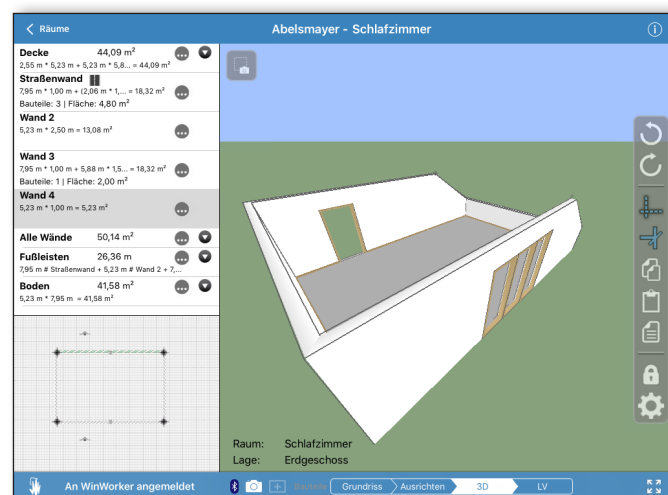 Räume
Abelsmayer - Schlafzimmer
Decke 44,09 m²
2,55 m * 5,23 m + 5,23 m * 5,8... = 44,09 m²
Straßenwand
7,95 m * 1,00 m + (2,06 m * 1,... = 18,32 m²
Bauteile: 3 | Fläche: 4,80 m²
Wand 2
5,23 m * 2,50 m = 13,08 m²
Wand 3
7,95 m * 1,00 m + 5,88 m * 1,5... = 18,32 m²
Bauteile: 1 | Fläche: 2,00 m²
Wand 4
5,23 m * 1,00 m = 5,23 m²
Alle Wände 50,14 m²
Fußleisten 26,36 m
7,95 m # Straßenwand + 5,23 m # Wand 2 + 7,...
Boden 41,58 m²
5,23 m * 7,95 m = 41,58 m²
Raum: Schlafzimmer
Lage: Erdgeschoss
An WinWorker angemeldet
Grundriss
Ausrichten
3D
LV